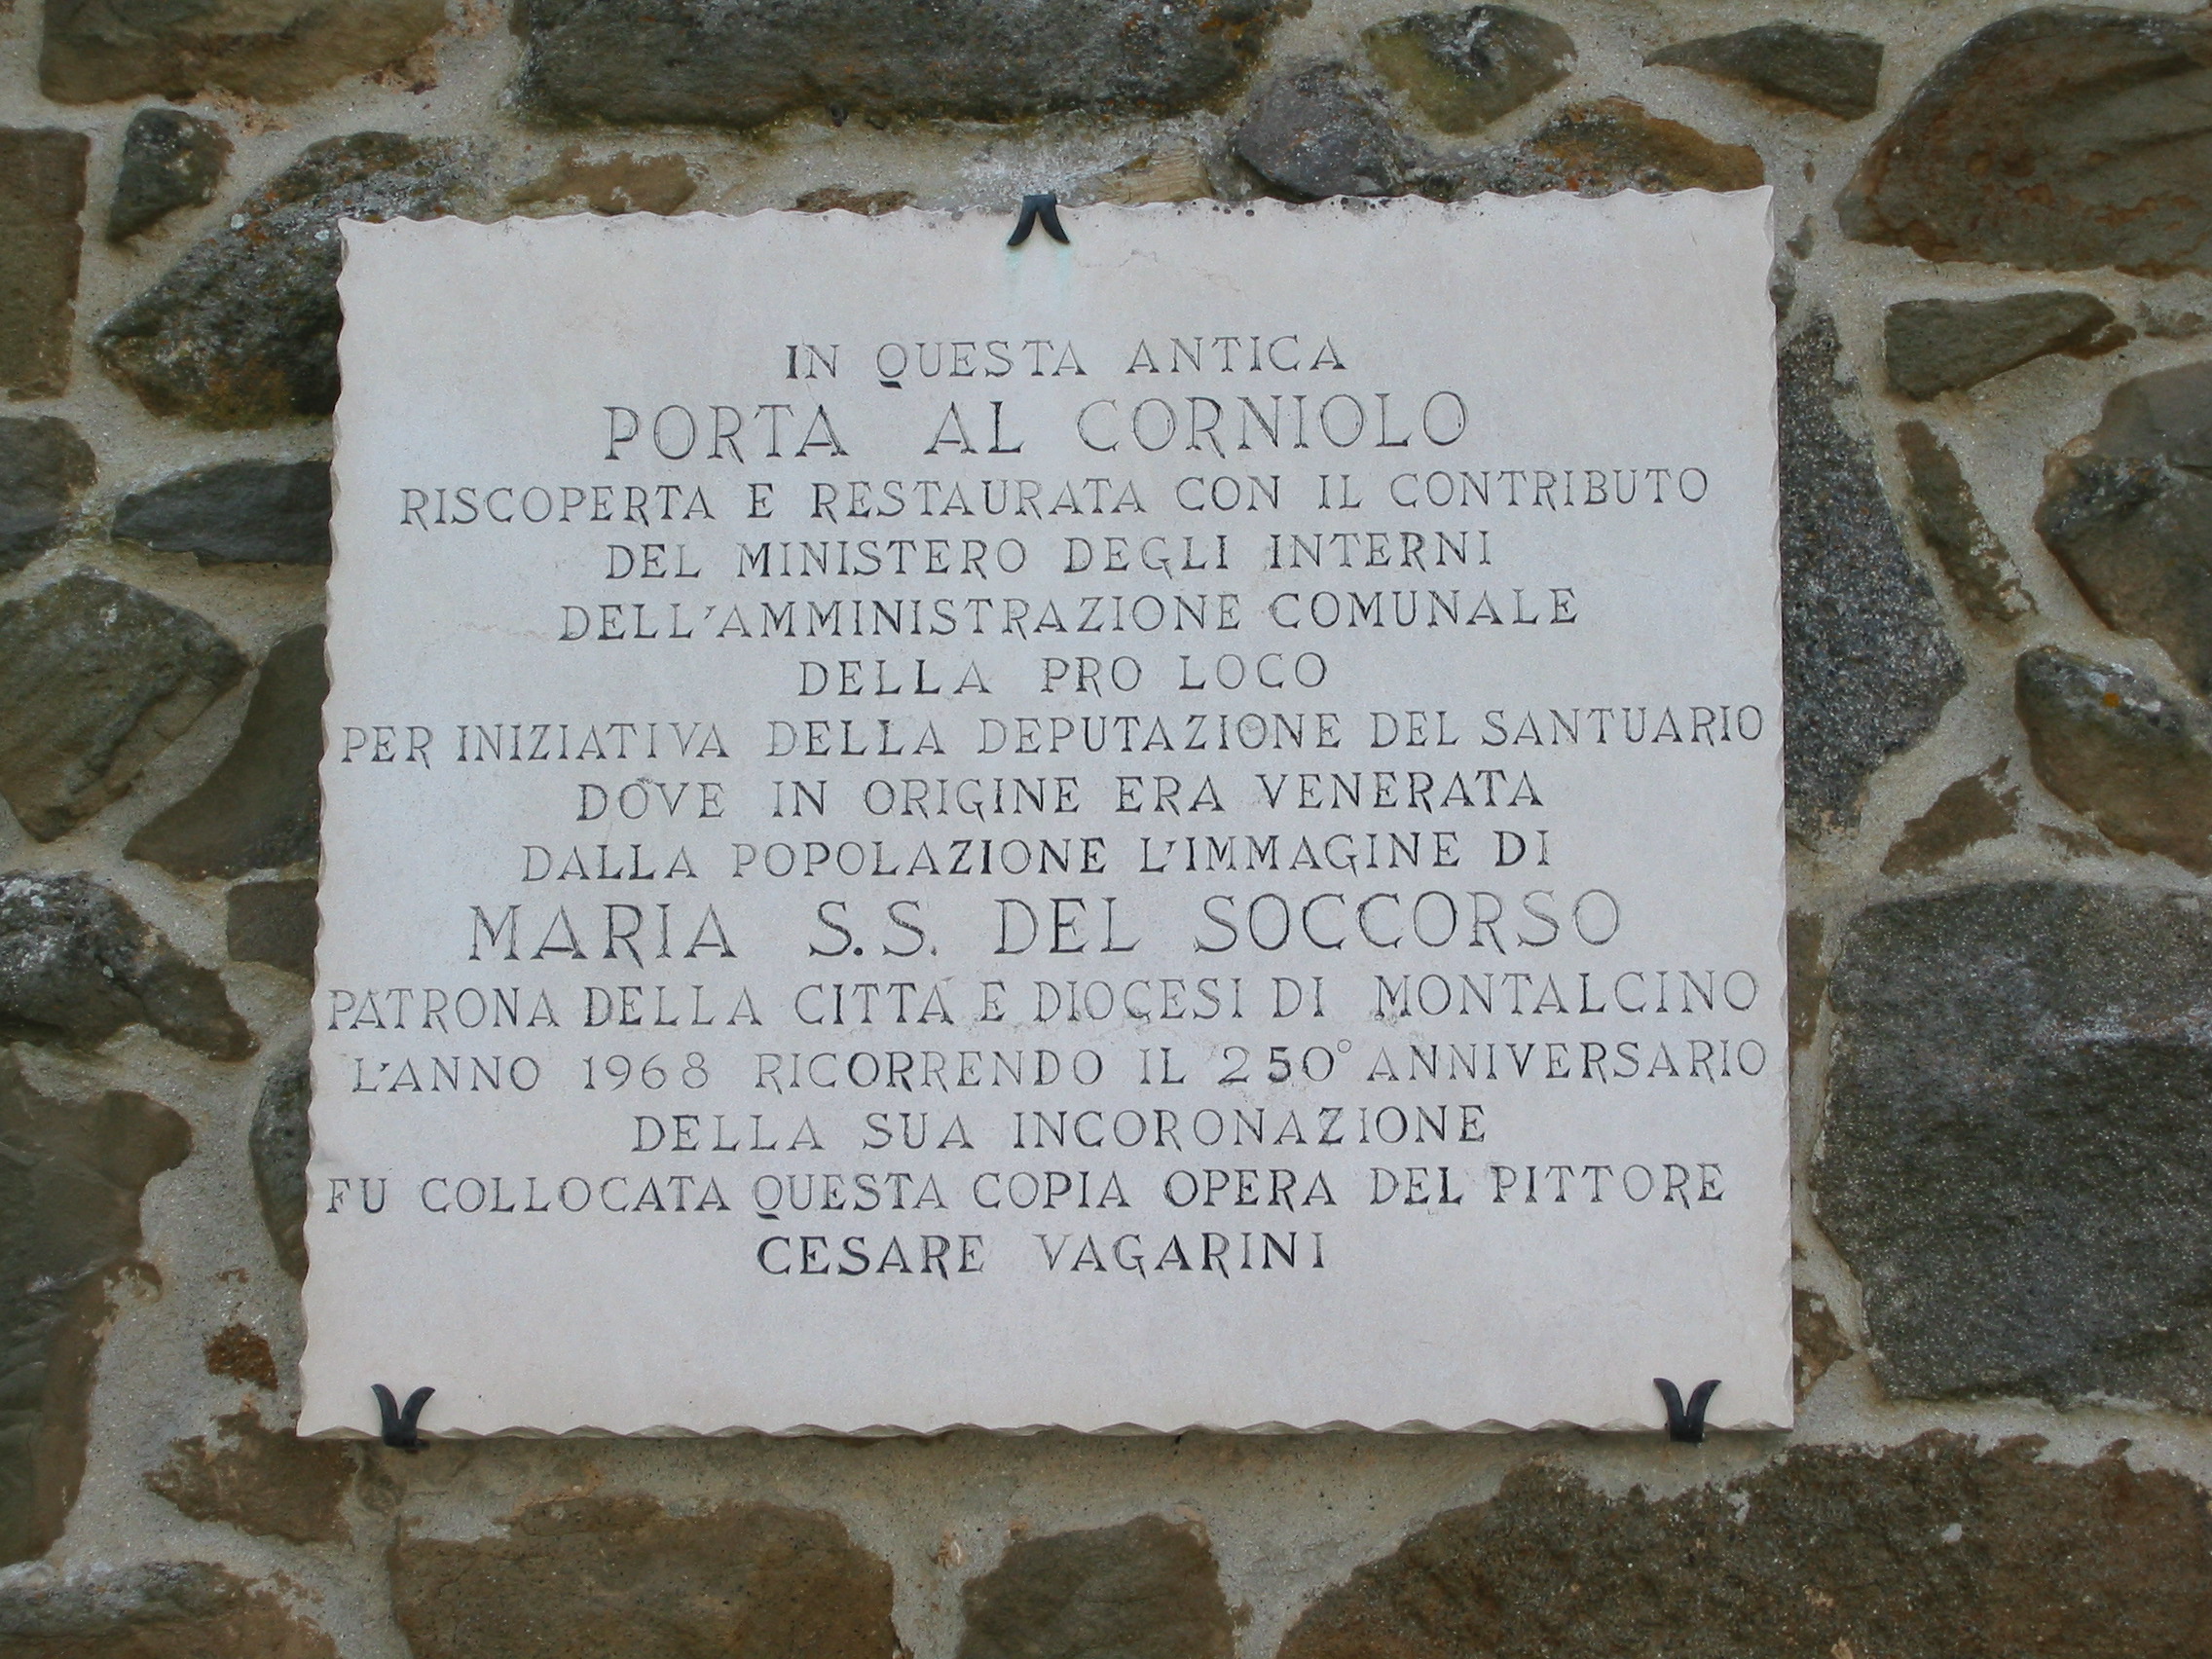 IN QUESTA ANTICA
PORTA AL CORNIOLO
RISCOPERTA E RESTAURATA CON IL CONTRIBUTO
DEL MINISTERO DEGLI INTERNI
DELL'AMMINISTRAZIONE COMUNALE
DELLA PRO LOCO
PER INIZIATIVA DELLA DEPUTAZIONE DEL SANTUARIO
DOVE IN ORIGINE ERA VENERATA
DALLA POPOLAZIONE L'IMMAGINE DI
MARIA S.S. DEL SOCCORSO
PATRONA DELLA CITTÁ E DIOCESI DI MONTALCINO
L'ANNO 1968 RICORRENDO IL 250° ANNIVERSARIO
DELLA SUA INCORONAZIONE
FU COLLOCATA QUESTA COPIA OPERA DEL PITTORE
CESARE VAGARINI